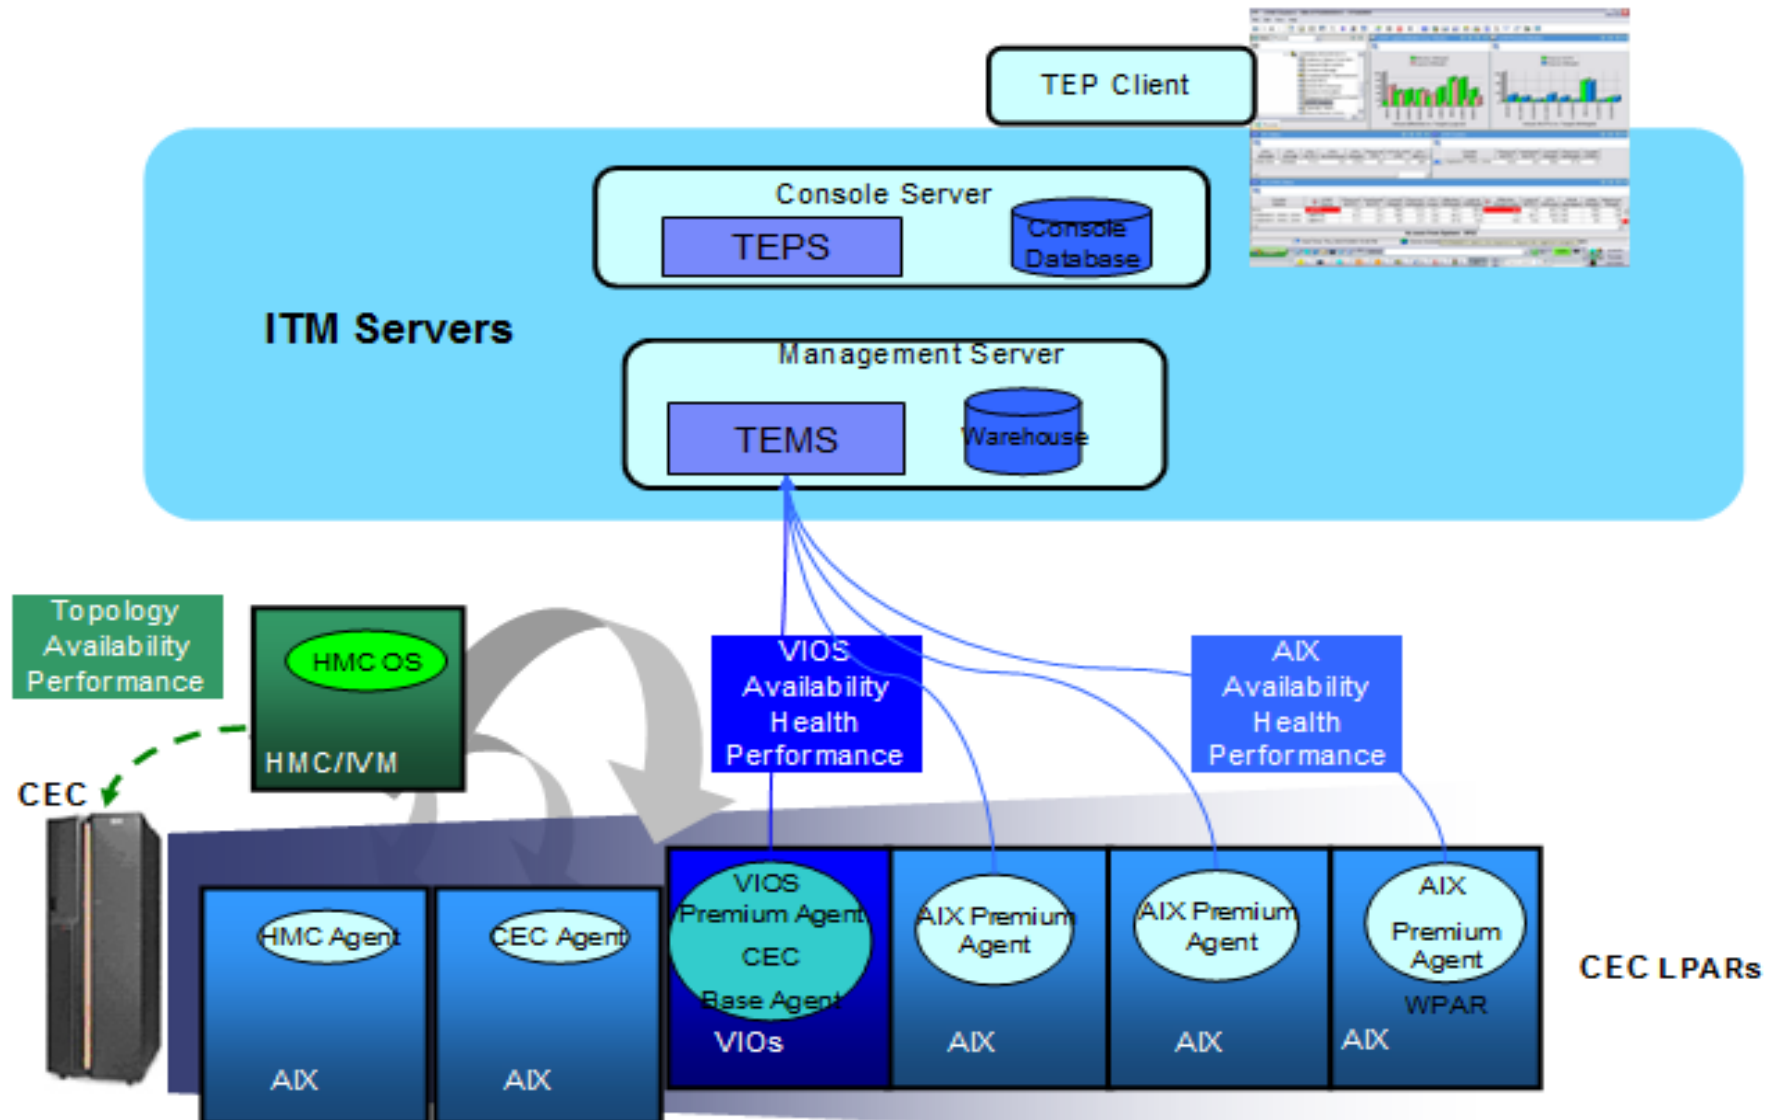 TEP Client
Console Server
TEPS
Console
Database
ITM Servers
Management Server
TEMS
Warehouse
Topology
Availability
Performance
HMC OS
HMC/IVM
VIOS
Availability
Health
Performance
AIX
Availability
Health
Performance
CEC
HMC Agent
AIX
CEC Agent
AIX
VIOS
Premium Agent
CEC
Base Agent
VIOs
AIX Premium
Agent
AIX
AIX Premium
Agent
AIX
AIX
Premium
Agent
WPAR
AIX
CEC LPARs